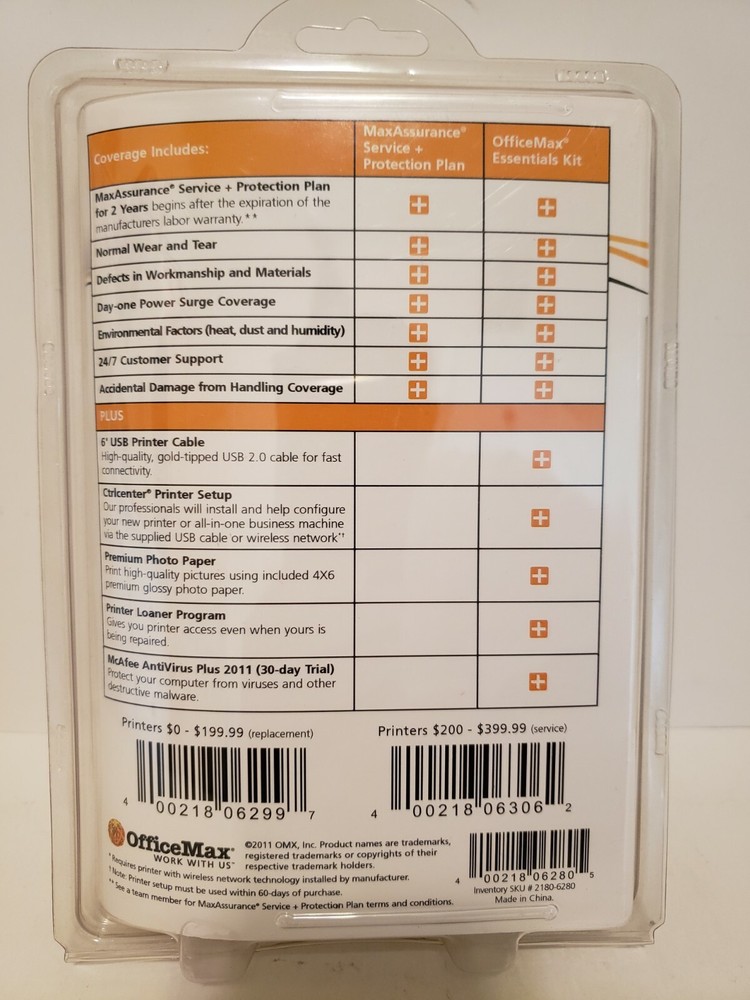 Coverage Includes:
MaxAssurance®
Service +
Protection Plan
OfficeMax®
Essentials Kit
MaxAssurance® Service + Protection Plan
for 2 Years begins after the expiration of the
manufacturers labor warranty.**
Normal Wear and Tear
Defects in Workmanship and Materials
Day-one Power Surge Coverage
Environmental Factors (heat, dust and humidity)
24/7 Customer Support
Accidental Damage from Handling Coverage
PLUS
6' USB Printer Cable
High-quality, gold-tipped USB 2.0 cable for fast
connectivity.
Ctrlcenter® Printer Setup
Our professionals will install and help configure
your new printer or all-in-one business machine
via the supplied USB cable or wireless network*†
Premium Photo Paper
Print high-quality pictures using included 4X6
premium glossy photo paper.
Printer Loaner Program
Gives you printer access even when yours is
being repaired.
McAfee AntiVirus Plus 2011 (30-day Trial)
Protect your computer from viruses and other
destructive malware.
Printers $0 - $199.99 (replacement)
4 00218 06299 7
Printers $200 - $399.99 (service)
4 00218 06306 2
OfficeMax®
WORK WITH US™
©2011 OMX, Inc. Product names are trademarks,
registered trademarks or copyrights of their
respective trademark holders.
4 00218 06280 5
Inventory SKU # 2180-6280
Made in China.
*Requires printer with wireless network technology installed by manufacturer.
†Note: Printer setup must be used within 60-days of purchase.
**See a team member for MaxAssurance® Service + Protection Plan terms and conditions.